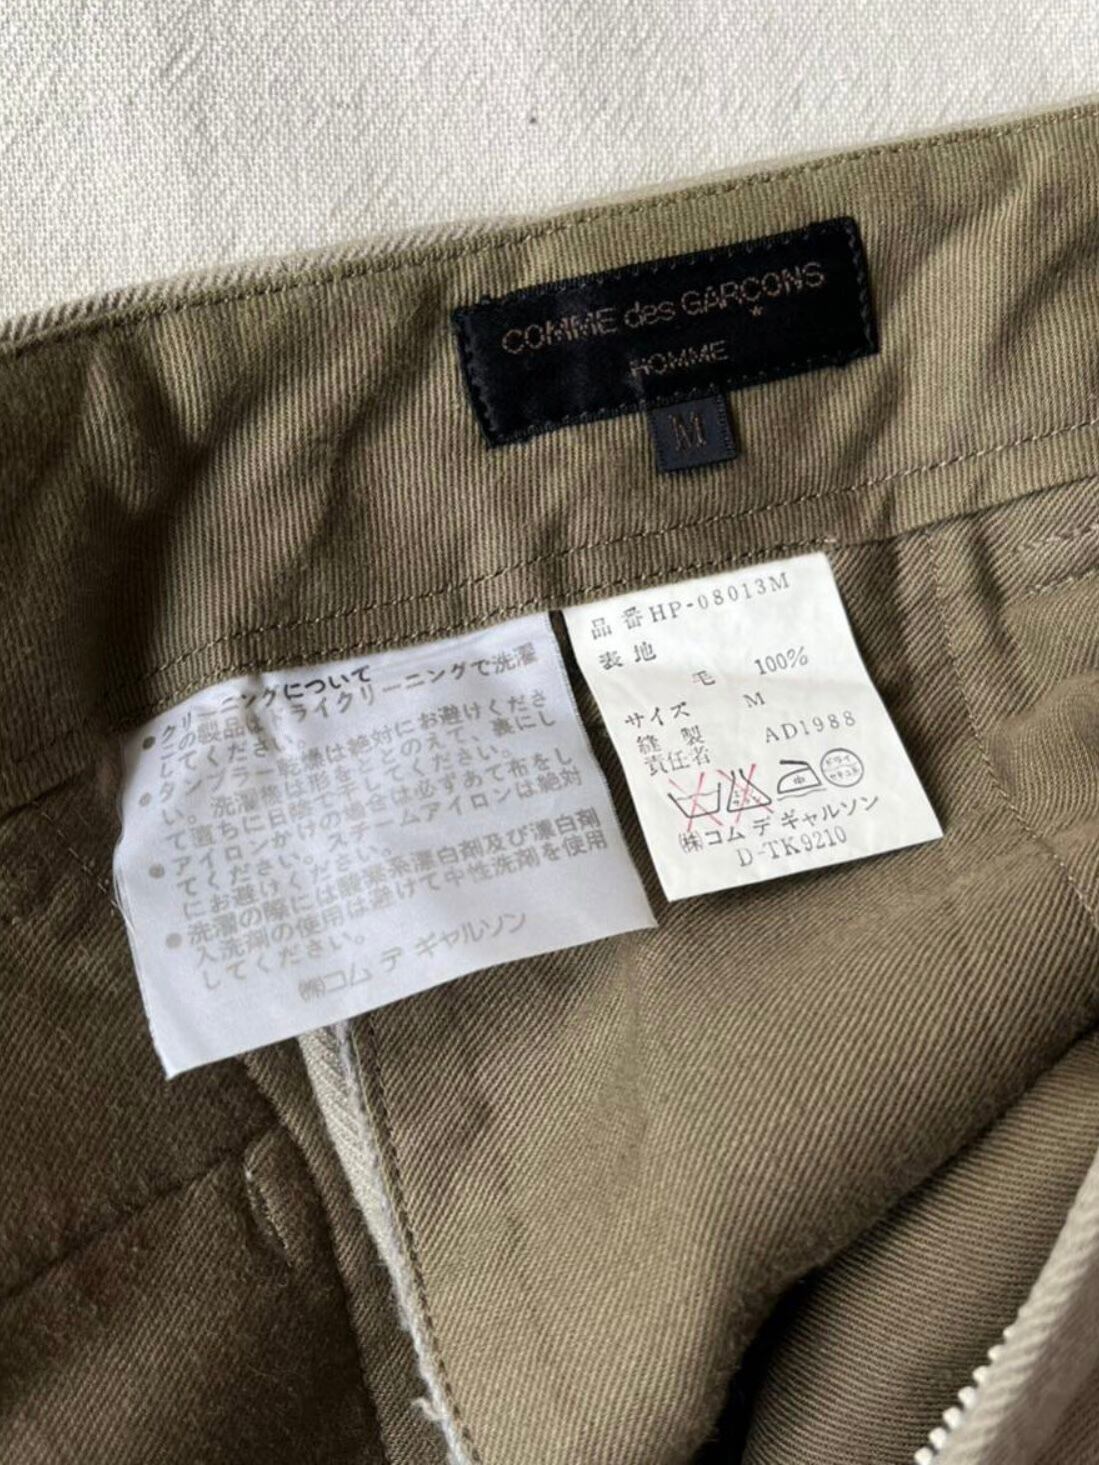 COMME des GARÇONS
HOMME
M
クリーニングについて
●この製品はドライクリーニングで洗濯
してください。
●タンブラー乾燥は絶対にお避けくださ
い。洗濯後は形をととのえて、裏にし
て直ちに日陰で干してください。
●アイロンかけの場合は必ずあて布をし
てください。スチームアイロンは絶対
にお避けください。
●洗濯の際には酸素系漂白剤及び漂白剤
入洗剤の使用は避けて中性洗剤を使用
してください。
㈱コム デ ギャルソン
品番HP-08013M
表地
毛 100%
サイズ M
縫製 AD1988
責任者
中
ドライ
セキユ系
㈱コム デ ギャルソン
D-TK9210